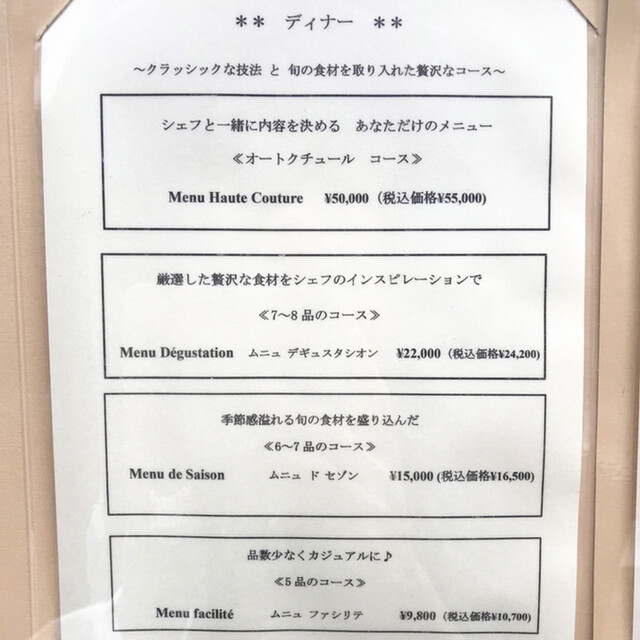 ** ディナー **
～クラッシックな技法 と 旬の食材を取り入れた贅沢なコース～
シェフと一緒に内容を決める あなただけのメニュー
≪オートクチュール コース≫
Menu Haute Couture ¥50,000 (税込価格¥55,000)
厳選した贅沢な食材をシェフのインスピレーションで
≪7～8 品のコース≫
Menu Dégustation ムニュ デギュスタシオン ¥22,000 (税込価格¥24,200)
季節感溢れる旬の食材を盛り込んだ
≪6～7 品のコース≫
Menu de Saison ムニュ ド セゾン ¥15,000 (税込価格¥16,500)
品数少なくカジュアルに♪
≪5 品のコース≫
Menu facilité ムニュ ファシリテ ¥9,800 (税込価格¥10,700)